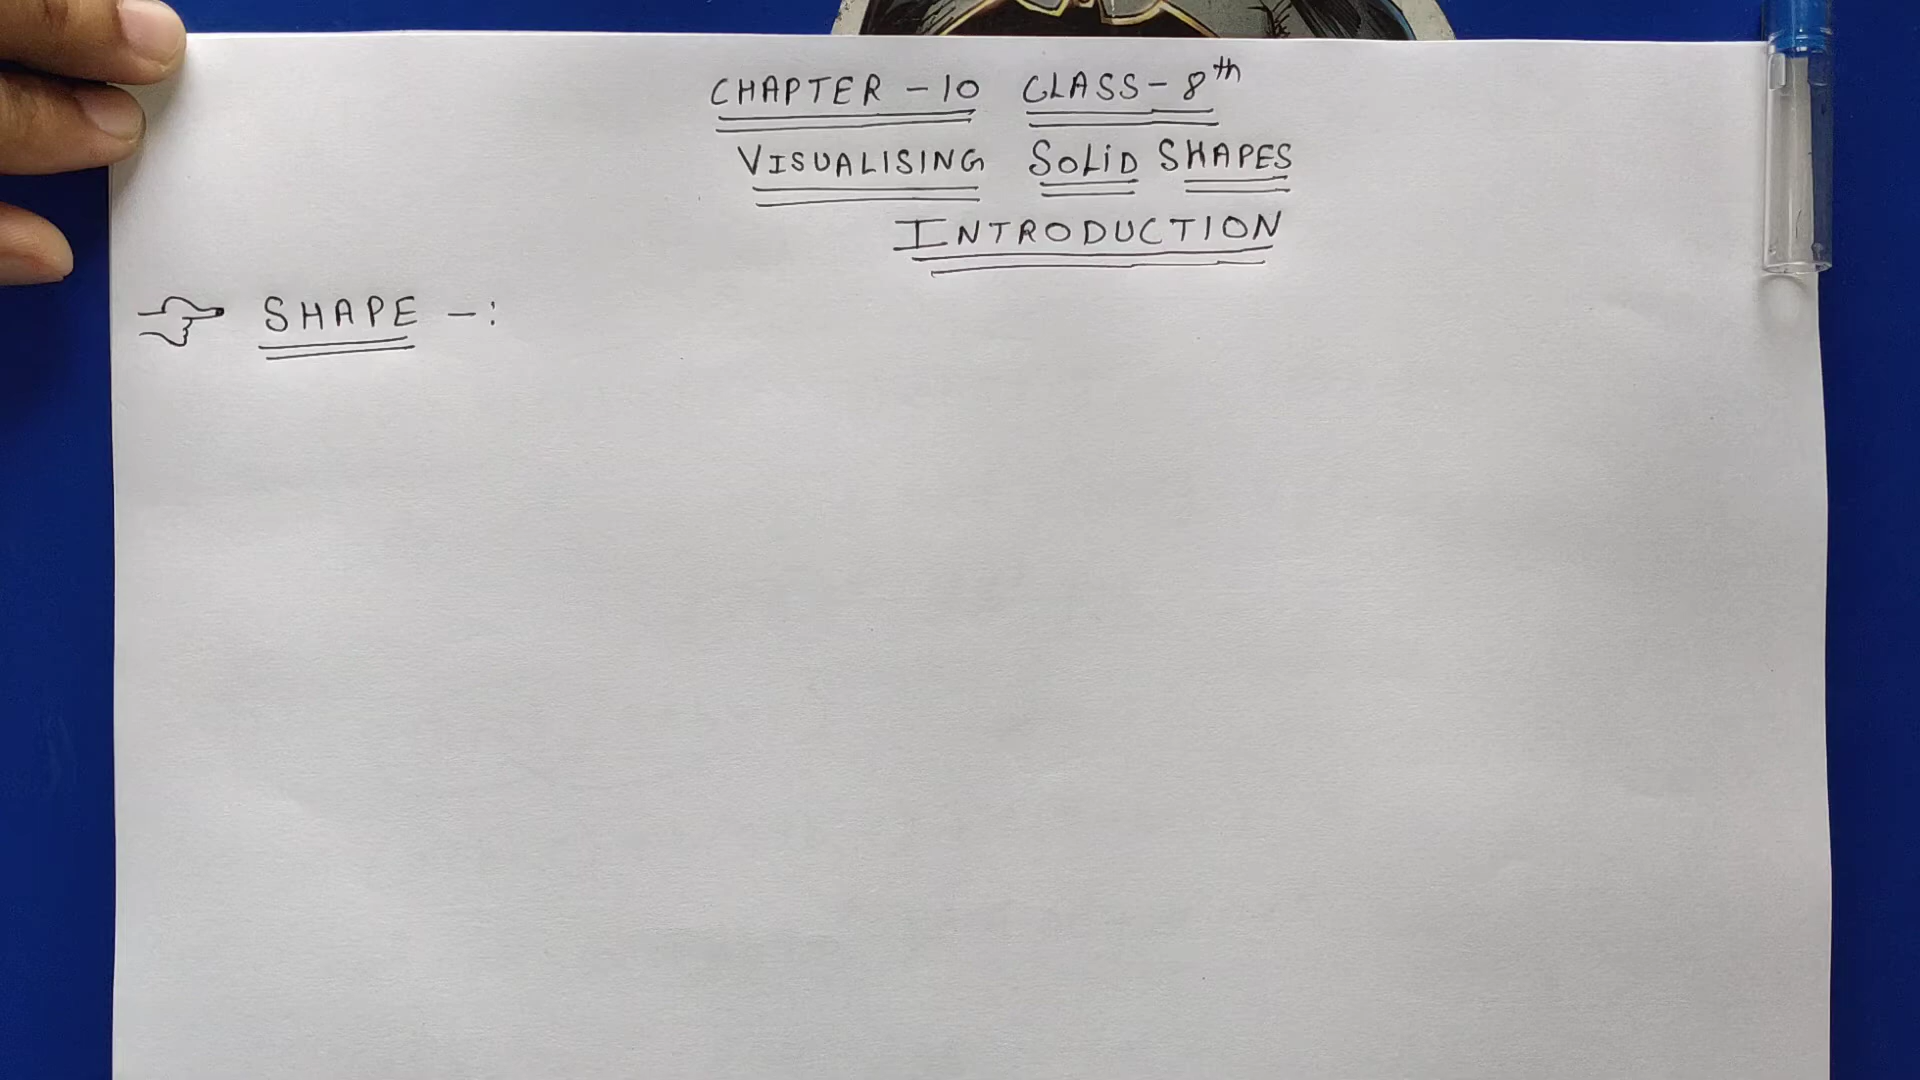 CHAPTER - 10 CLASS - 8th
VISUALISING SOLiD SHAPES
INTRODUCTION
SHAPE -: